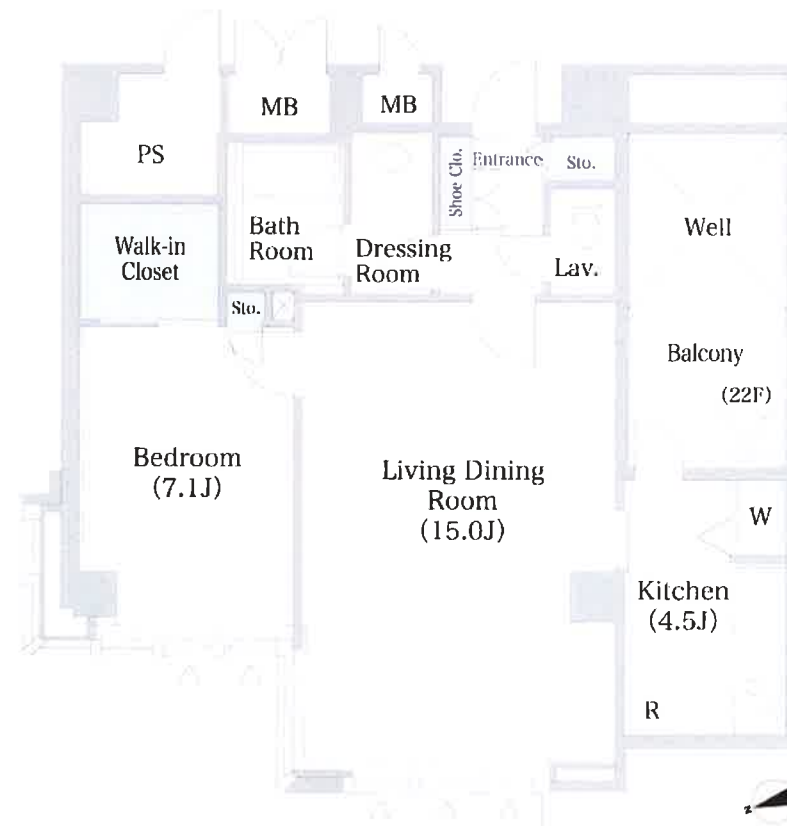 MB
MB
PS
Shoe Clo.
Entrance
Sto.
Bath
Room
Dressing
Room
Lav.
Well
Walk-in
Closet
Sto.
Balcony
(22F)
Bedroom
(7.1J)
Living Dining
Room
(15.0J)
W
Kitchen
(4.5J)
R
z